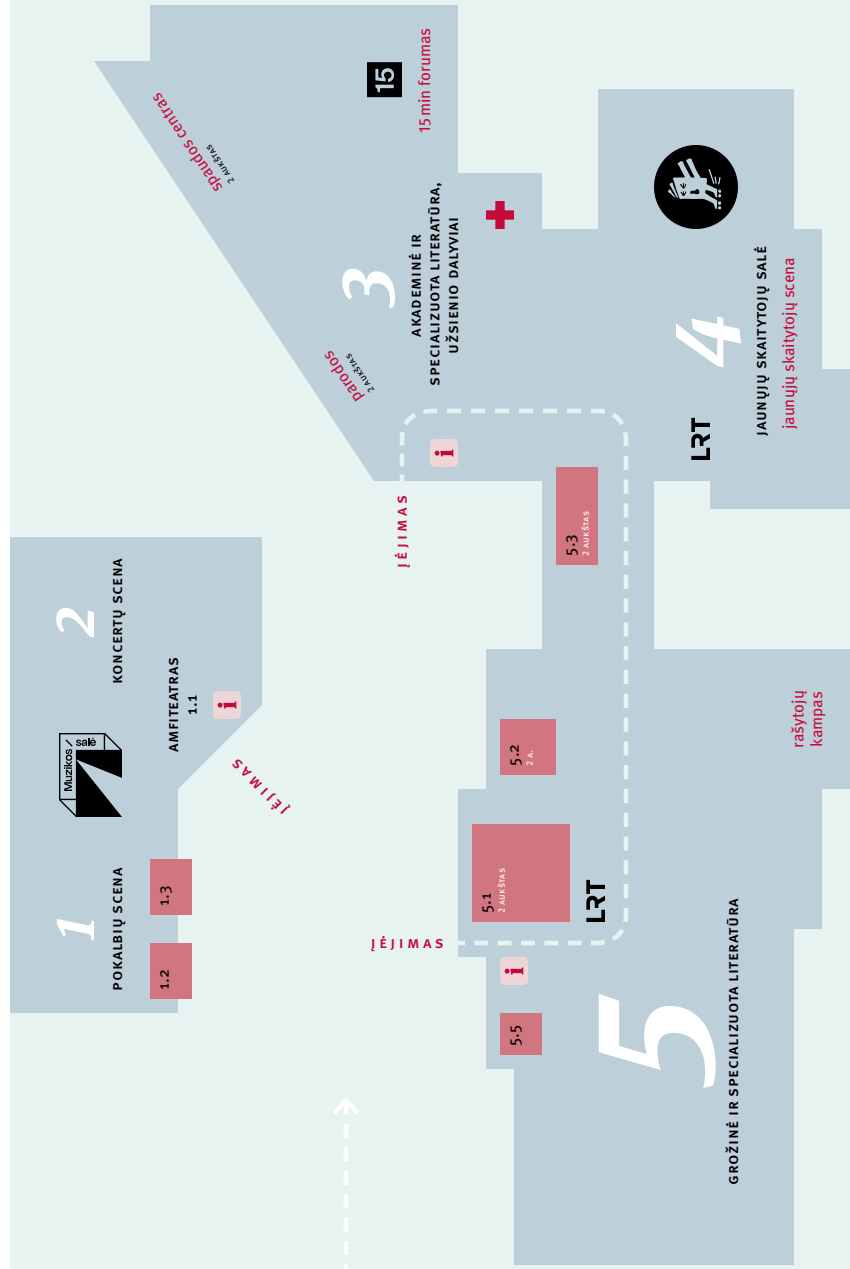 1
POKALBIŲ SCENA
1.2
1.3
Muzikos
salė
2
KONCERTŲ SCENA
AMFITEATRAS
1.1
i
ĮĖJIMAS
spaudos centras
2 AUKŠTAS
15
15 min forumas
3
AKADEMINĖ IR
SPECIALIZUOTA LITERATŪRA,
UŽSIENIO DALYVIAI
parodos
2 AUKŠTAS
i
ĮĖJIMAS
4
JAUNŲJŲ SKAITYTOJŲ SALĖ
jaunųjų skaitytojų scena
LRT
5.3
2 AUKŠTAS
5.2
2 A.
5.1
2 AUKŠTAS
LRT
ĮĖJIMAS
i
5.5
5
GROŽINĖ IR SPECIALIZUOTA LITERATŪRA
rašytojų
kampas